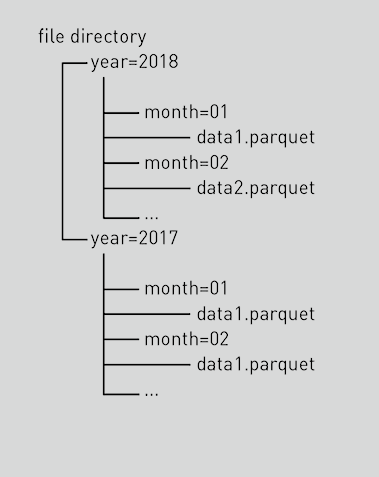 file directory
year=2018
month=01
data1.parquet
month=02
data2.parquet
...
year=2017
month=01
data1.parquet
month=02
data1.parquet
...